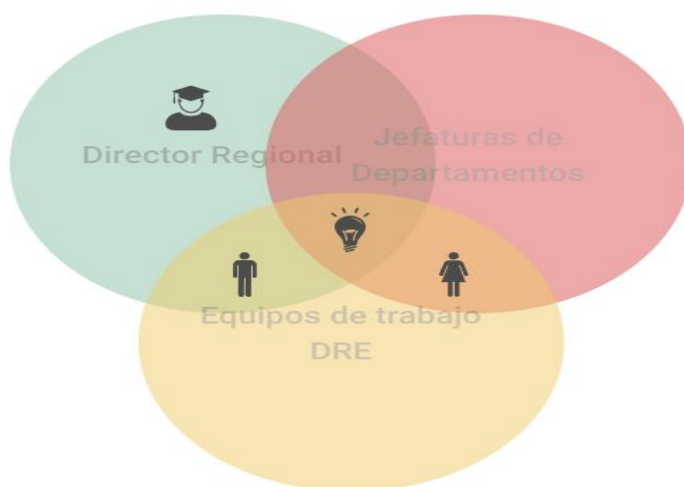 Director Regional
Jefaturas de
Departamentos
Equipos de trabajo
DRE